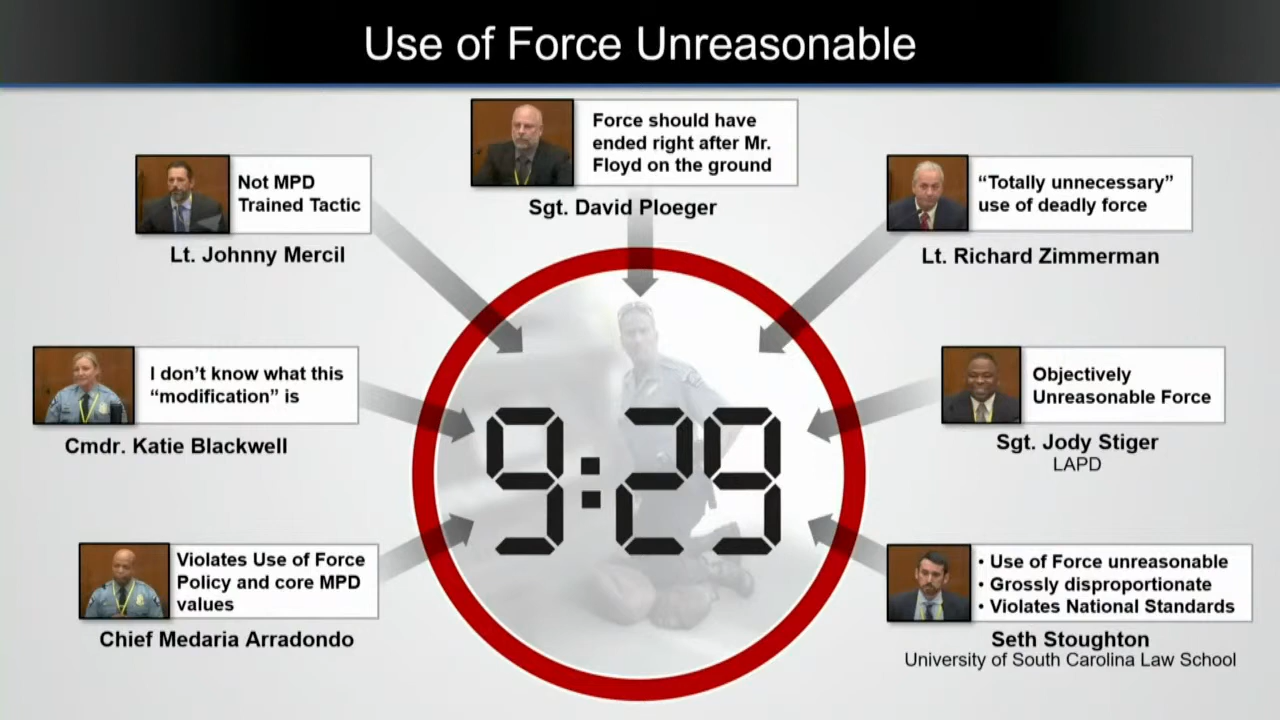 Use of Force Unreasonable
Force should have
ended right after Mr.
Floyd on the ground
Sgt. David Ploeger
Not MPD
Trained Tactic
Lt. Johnny Mercil
“Totally unnecessary”
use of deadly force
Lt. Richard Zimmerman
I don’t know what this
“modification” is
Cmdr. Katie Blackwell
Objectively
Unreasonable Force
Sgt. Jody Stiger
LAPD
9:29
Violates Use of Force
Policy and core MPD
values
Chief Medaria Arradondo
• Use of Force unreasonable
• Grossly disproportionate
• Violates National Standards
Seth Stoughton
University of South Carolina Law School